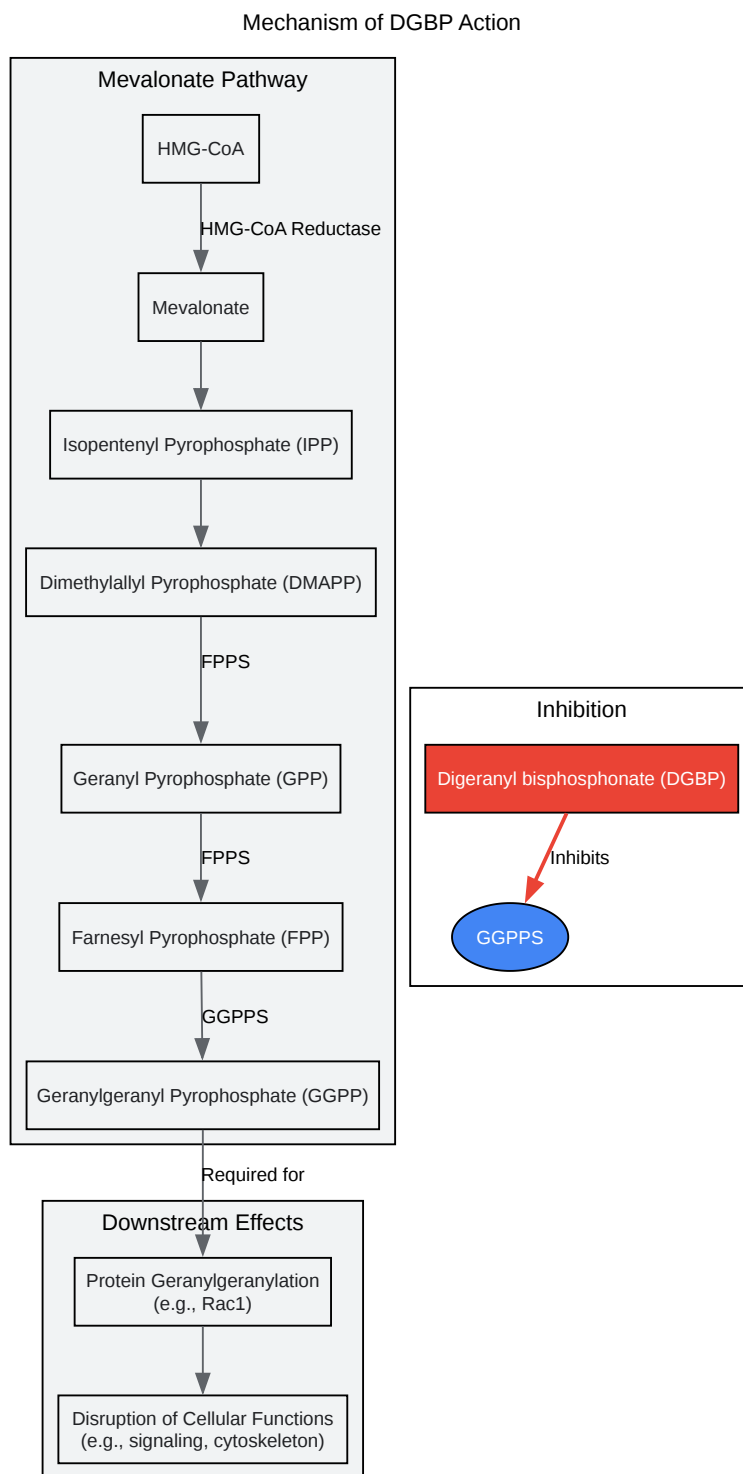 Mechanism of DGBP Action
Mevalonate Pathway
HMG-CoA
HMG-CoA Reductase
Mevalonate
Isopentenyl Pyrophosphate (IPP)
Dimethylallyl Pyrophosphate (DMAPP)
FPPS
Geranyl Pyrophosphate (GPP)
FPPS
Farnesyl Pyrophosphate (FPP)
GGPPS
Geranylgeranyl Pyrophosphate (GGPP)
Required for
Inhibition
Digeranyl bisphosphonate (DGBP)
Inhibits
GGPPS
Downstream Effects
Protein Geranylgeranylation
(e.g., Rac1)
Disruption of Cellular Functions
(e.g., signaling, cytoskeleton)